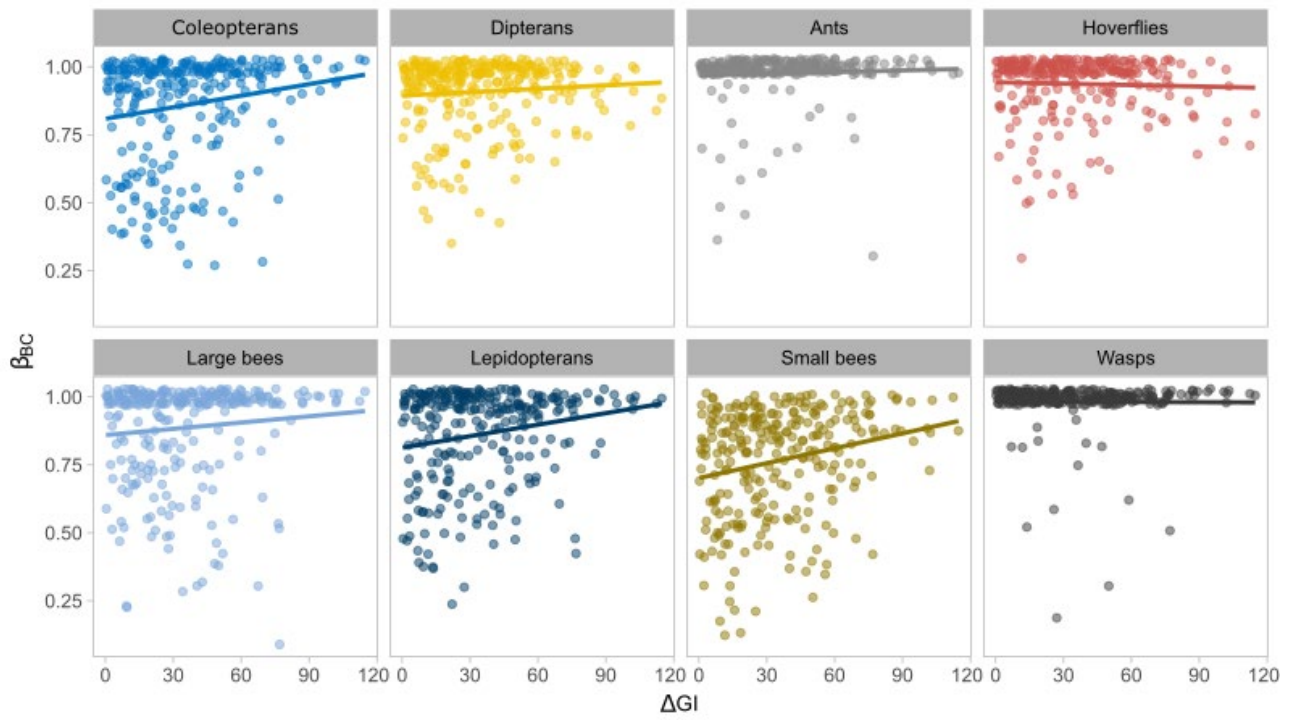 Coleopterans Dipterans Ants Hoverflies
1.00
0.75
0.50
0.25
βBC
Large bees Lepidopterans Small bees Wasps
1.00
0.75
0.50
0.25
0 30 60 90 120 0 30 60 90 120 0 30 60 90 120 0 30 60 90 120
ΔGI